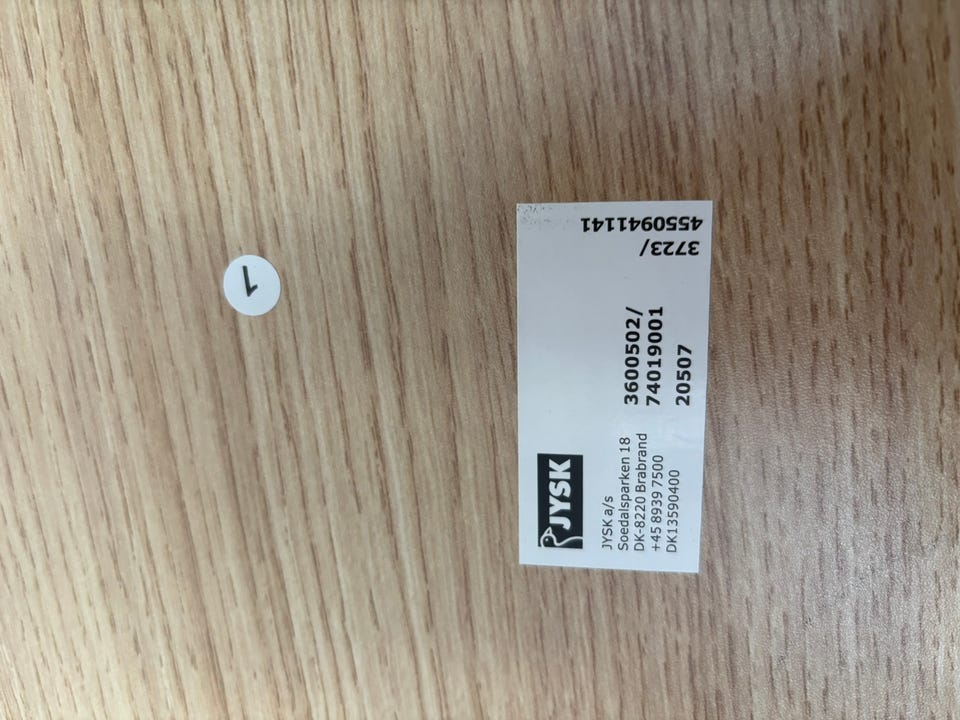 1
JYSK
JYSK a/s
Soedalsparken 18
DK-8220 Brabrand
+45 8939 7500
DK13590400
3600502/
74019001
20507
3723/
4550941141